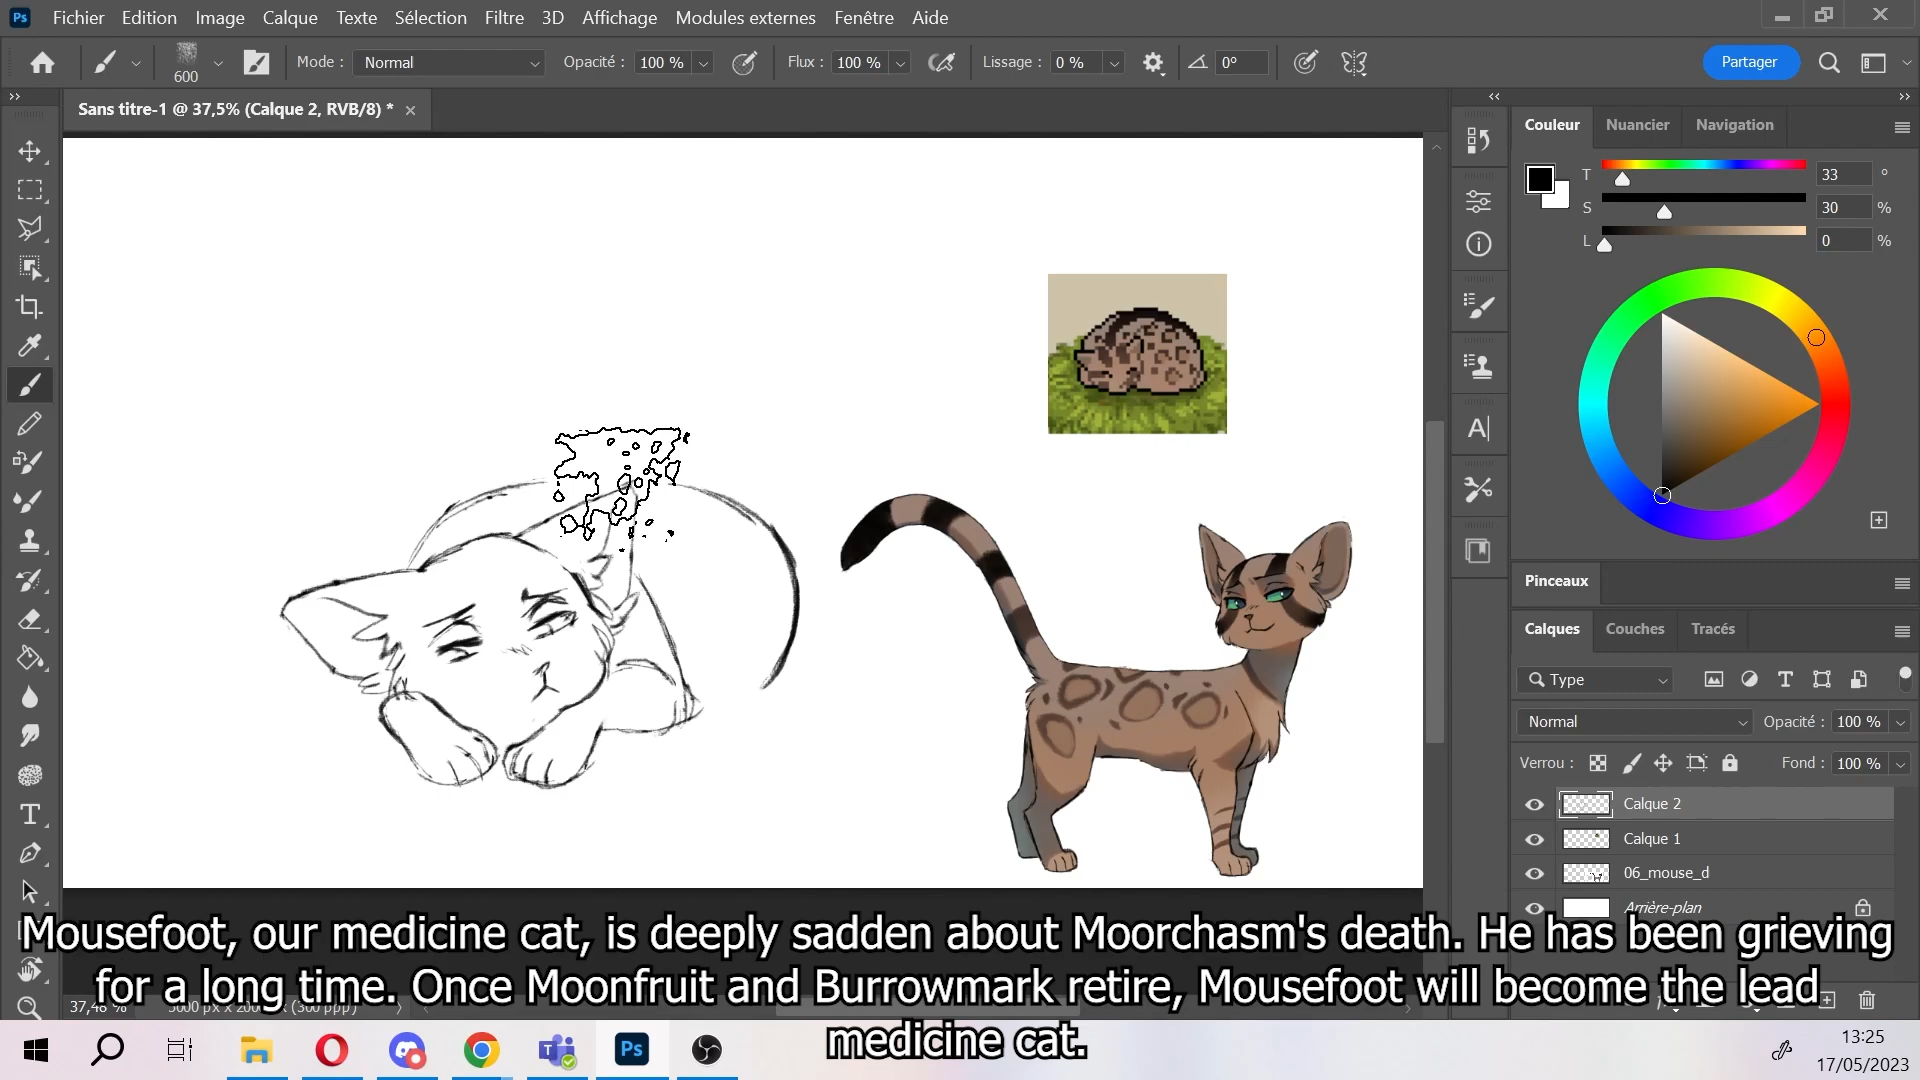 Ps Fichier Edition Image Calque Texte Sélection Filtre 3D Affichage Modules externes Fenêtre Aide
600 Mode : Normal Opacité : 100 % Flux : 100 % Lissage : 0 % 0° Partager
Sans titre-1 @ 37,5% (Calque 2, RVB/8) *
Couleur Nuancier Navigation
T 33 °
S 30 %
L 0 %
Pinceaux
Calques Couches Tracés
Type
Normal Opacité : 100 %
Verrou : Fond : 100 %
Calque 2
Calque 1
06_mouse_d
Arrière-plan
Mousefoot, our medicine cat, is deeply sadden about Moorchasm's death. He has been grieving
for a long time. Once Moonfruit and Burrowmark retire, Mousefoot will become the lead
medicine cat.
37,48 %
Ps
13:25
17/05/2023